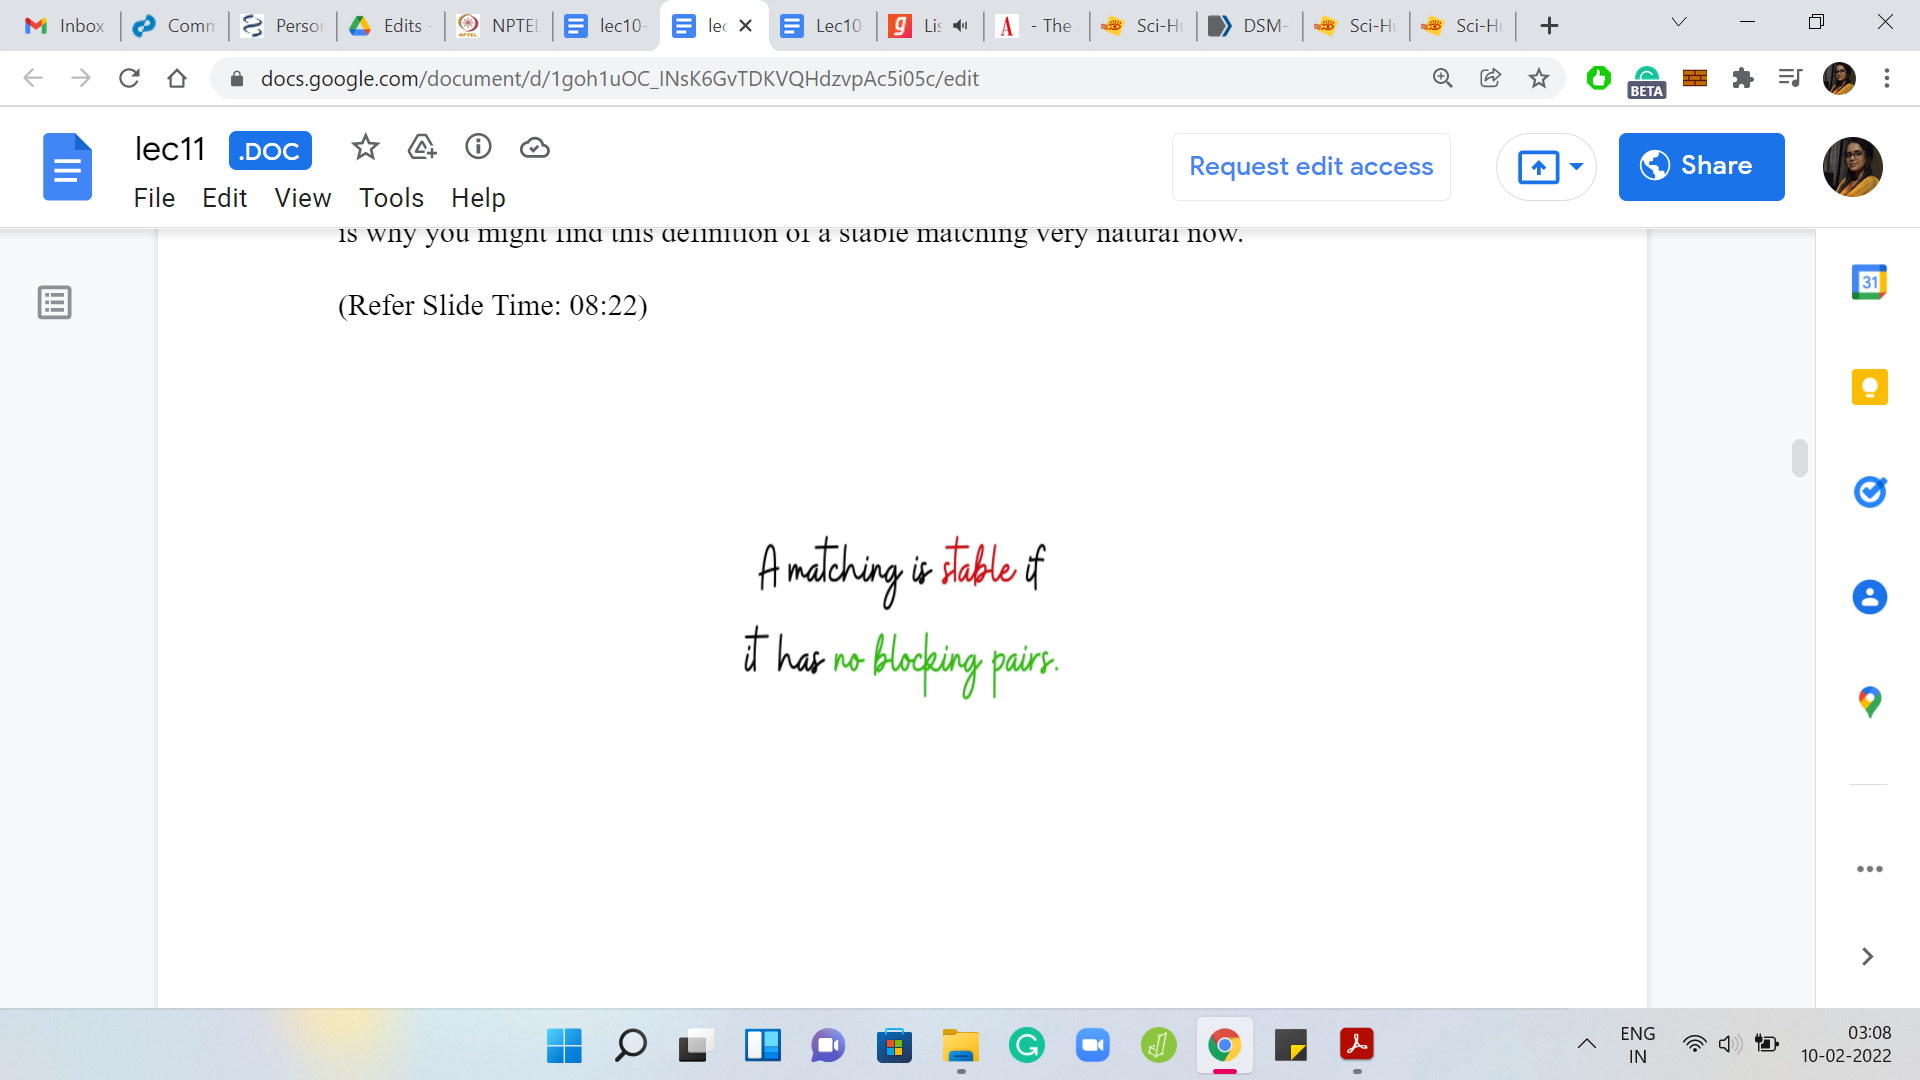 Inbox
Comm
Person
Edits -
NPTEL
lec10-
lec
Lec10
Lis
- The
Sci-Hu
DSM-
Sci-Hu
Sci-Hu
docs.google.com/document/d/1goh1uOC_INsK6GvTDKVQHdzvpAc5i05c/edit
BETA
lec11
.DOC
File Edit View Tools Help
Request edit access
Share
is why you might find this definition of a stable matching very natural now.
(Refer Slide Time: 08:22)
A matching is stable if
it has no blocking pairs.
31
ENG
IN
03:08
10-02-2022